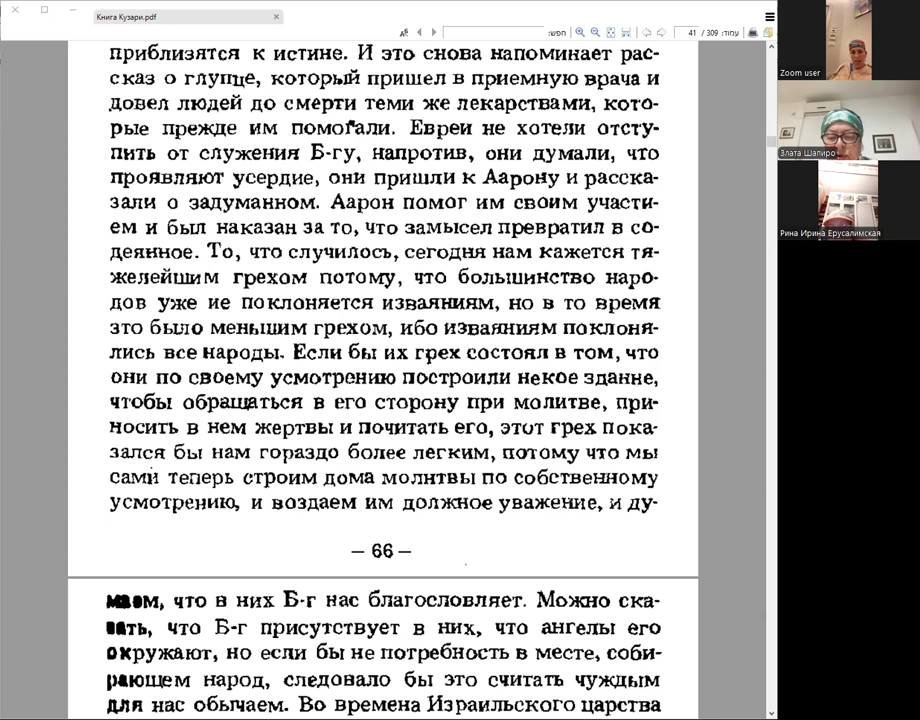 Книга Кузари.pdf
חפש:
41
עמוד: 309 /
Zoom user
Злата Шапиро
Рина Ирина Ерусалимская
приблизятся к истине. И это снова напоминает рас-
сказ о глупце, который пришел в приемную врача и
довел людей до смерти теми же лекарствами, кото-
рые прежде им помогали. Евреи не хотели отсту-
пить от служения Б-гу, напротив, они думали, что
проявляют усердие, они пришли к Аарону и расска-
зали о задуманном. Аарон помог им своим участи-
ем и был наказан за то, что замысел превратил в со-
деянное. То, что случилось, сегодня нам кажется тя-
желейшим грехом потому, что большинство наро-
дов уже ие поклоняется изваяниям, но в то время
это было меньшим грехом, ибо изваяниям поклоня-
лись все народы. Если бы их грех состоял в том, что
они по своему усмотрению построили некое здание,
чтобы обращаться в его сторону при молитве, при-
носить в нем жертвы и почитать его, этот грех пока-
зался бы нам гораздо более легким, потому что мы
сами теперь строим дома молитвы по собственному
усмотрению, и воздаем им должное уважение, и ду-
— 66 —
маем, что в них Б-г нас благословляет. Можно ска-
зать, что Б-г присутствует в них, что ангелы его
окружают, но если бы не потребность в месте, соби-
рающем народ, следовало бы это считать чуждым
для нас обычаем. Во времена Израильского царства